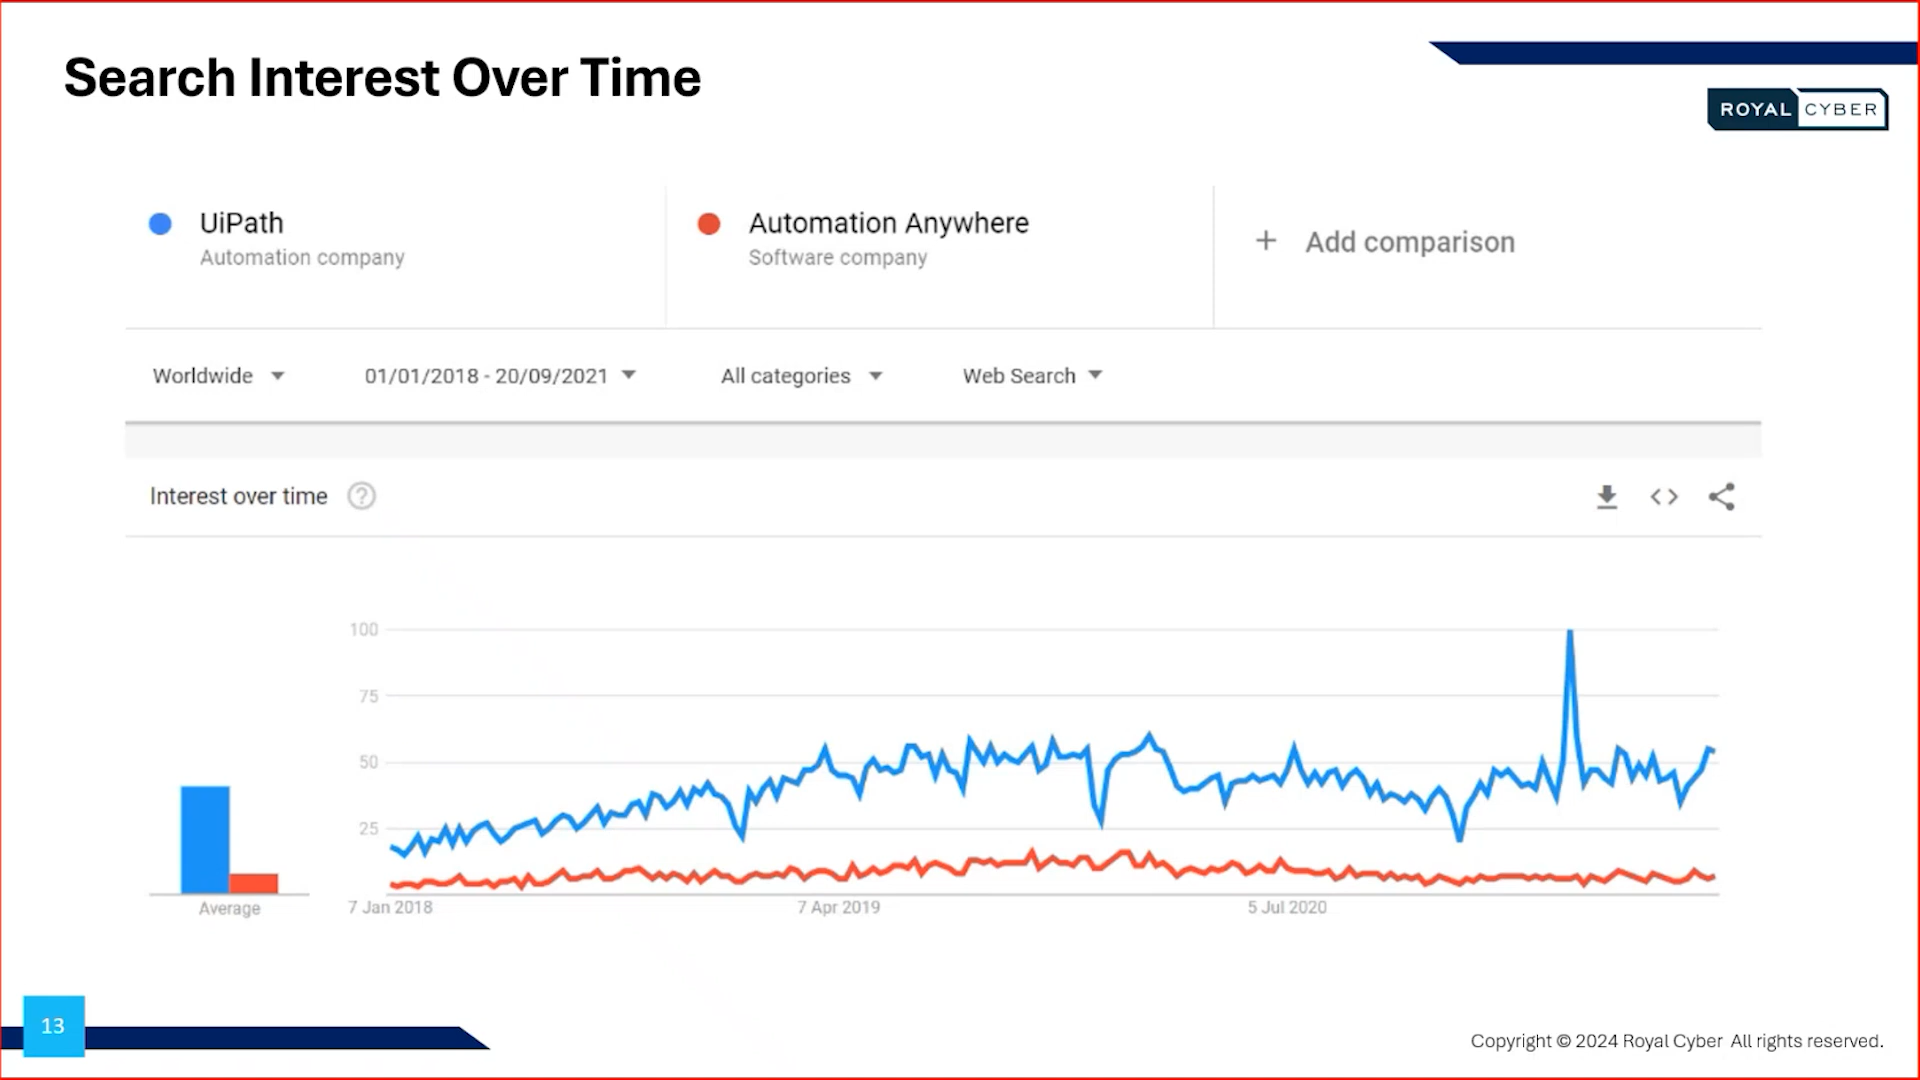 Search Interest Over Time
ROYAL CYBER
UiPath
Automation company
Automation Anywhere
Software company
+ Add comparison
Worldwide
01/01/2018 - 20/09/2021
All categories
Web Search
Interest over time ?
100
75
50
25
Average
7 Jan 2018
7 Apr 2019
5 Jul 2020
13
Copyright © 2024 Royal Cyber All rights reserved.